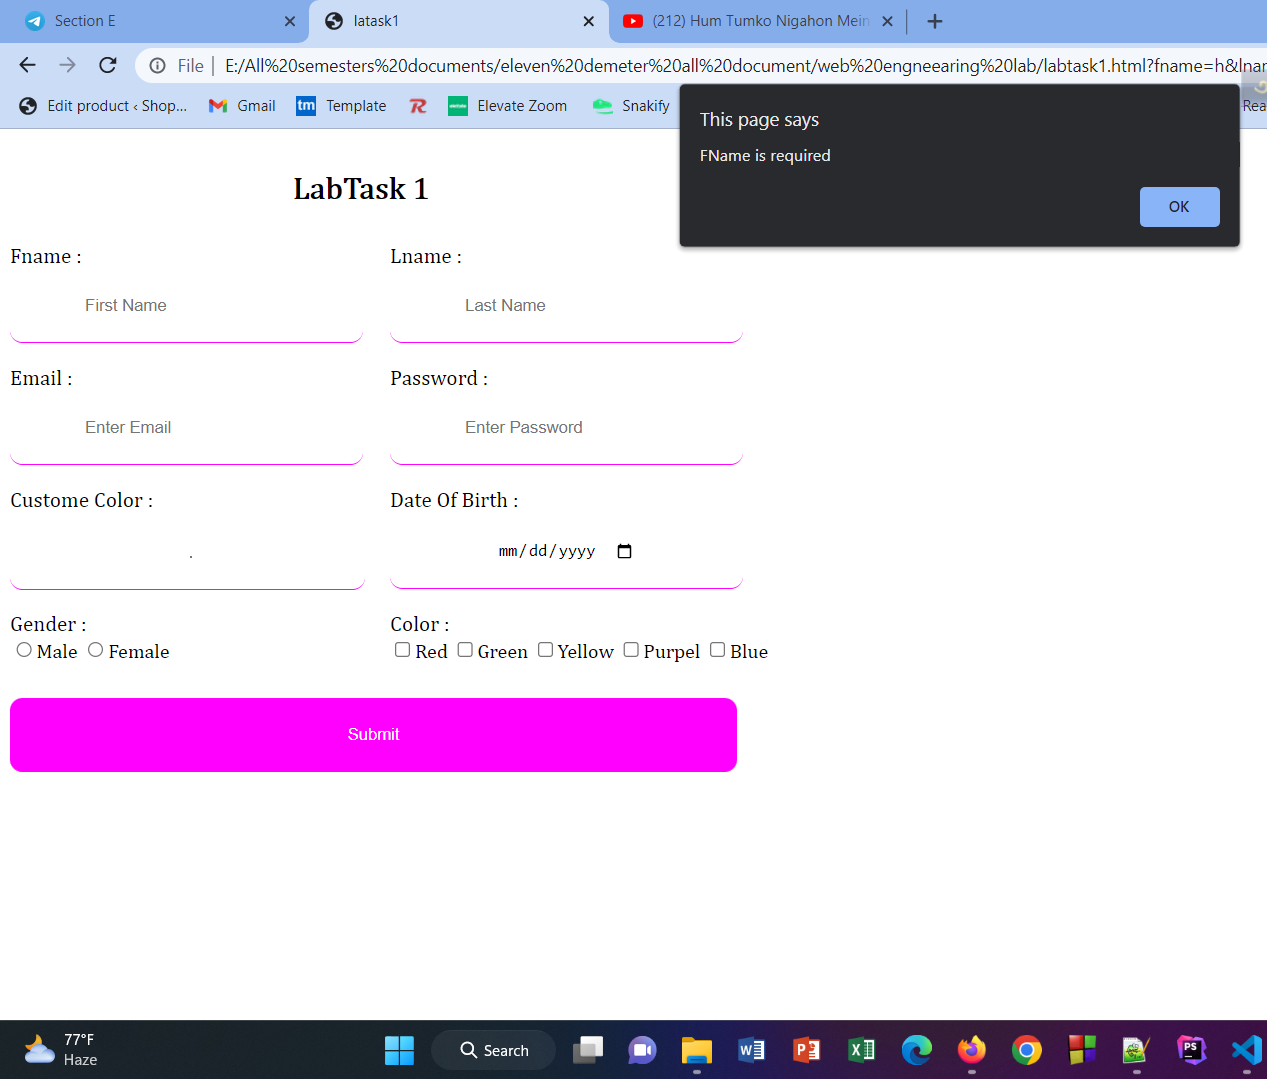 Section E
latask1
(212) Hum Tumko Nigahon Mein
File
E:/All%20semesters%20documents/eleven%20demeter%20all%20document/web%20engneearing%20lab/labtask1.html?fname=h&lnar
Edit product ‹ Shop...
Gmail
tm
Template
R
Elevate Zoom
Snakify
Rea
This page says
FName is required
OK
LabTask 1
Fname :
Lname :
First Name
Last Name
Email :
Password :
Enter Email
Enter Password
Custome Color :
Date Of Birth :
mm/dd/yyyy
Gender :
Color :
Male Female
Red Green Yellow Purpel Blue
Submit
77°F
Haze
Search
PS